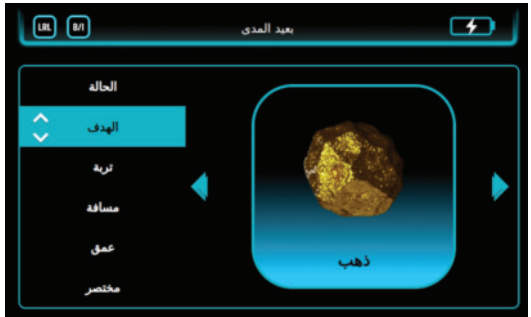 LRL B/I بعيد المدى
الحالة
الهدف
تربة
مسافة
عمق
مختصر
ذهب